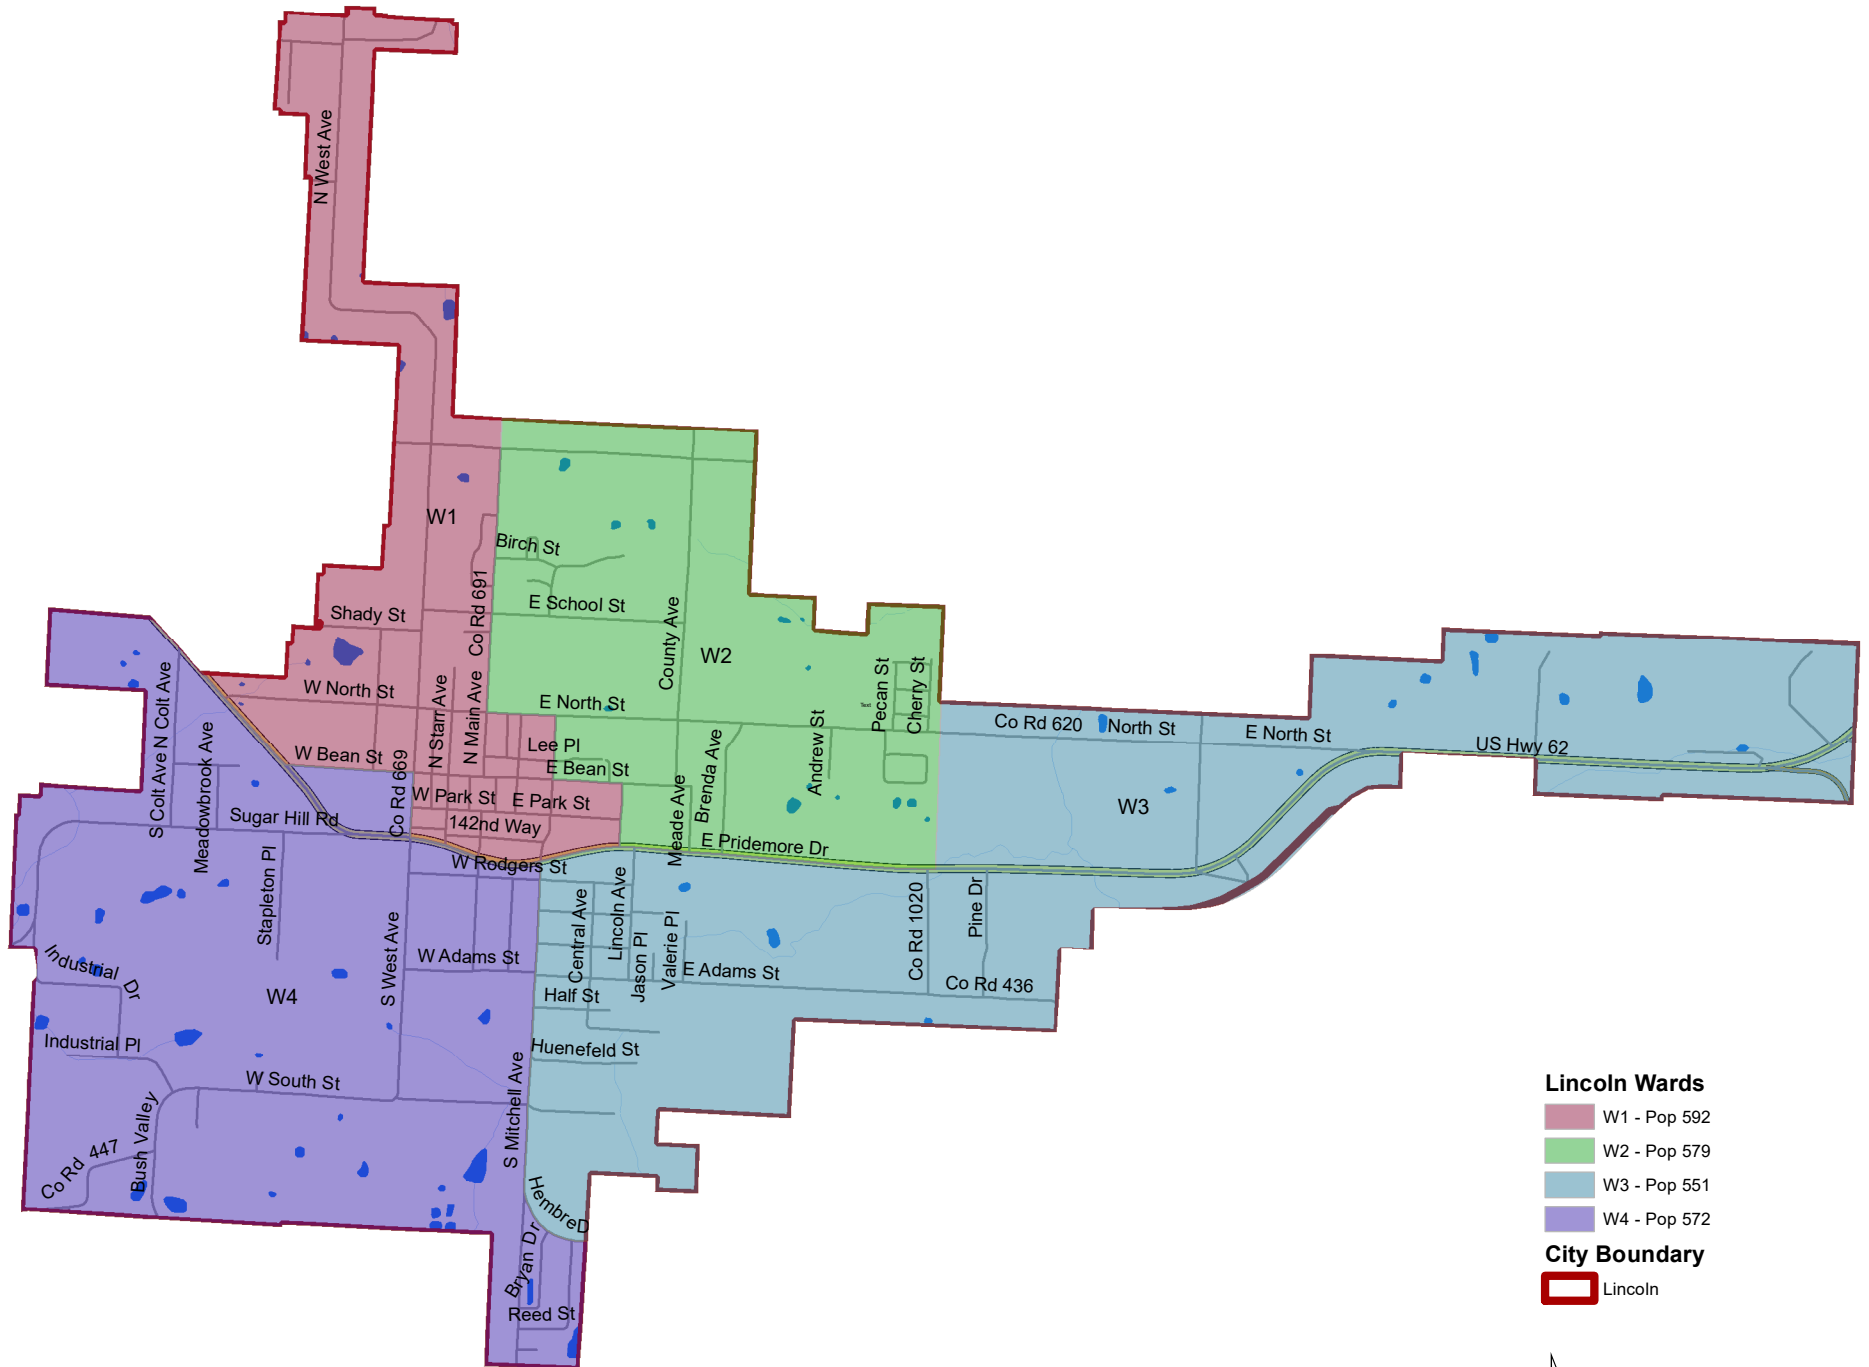 N West Ave
W1
Birch St
Co Rd 691
E School St
Shady St
County Ave
W2
W North St
N Starr Ave
N Main Ave
E North St
Pecan St
Cherry St
Text
Andrew St
Co Rd 620
North St
E North St
US Hwy 62
N Colt Ave
S Colt Ave
Meadowbrook Ave
W Bean St
Co Rd 669
Lee Pl
E Bean St
Brenda Ave
Meade Ave
W Park St
E Park St
142nd Way
W3
Sugar Hill Rd
E Pridemore Dr
W Rodgers St
Stapleton Pl
S West Ave
Central Ave
Lincoln Ave
Jason Pl
Valerie Pl
Co Rd 1020
Pine Dr
W Adams St
E Adams St
Co Rd 436
Industrial Dr
W4
Half St
Industrial Pl
Huenefeld St
W South St
S Mitchell Ave
Bush Valley
Co Rd 447
Hembre D
Bryan Dr
Reed St
Lincoln Wards
W1 - Pop 592
W2 - Pop 579
W3 - Pop 551
W4 - Pop 572
City Boundary
Lincoln